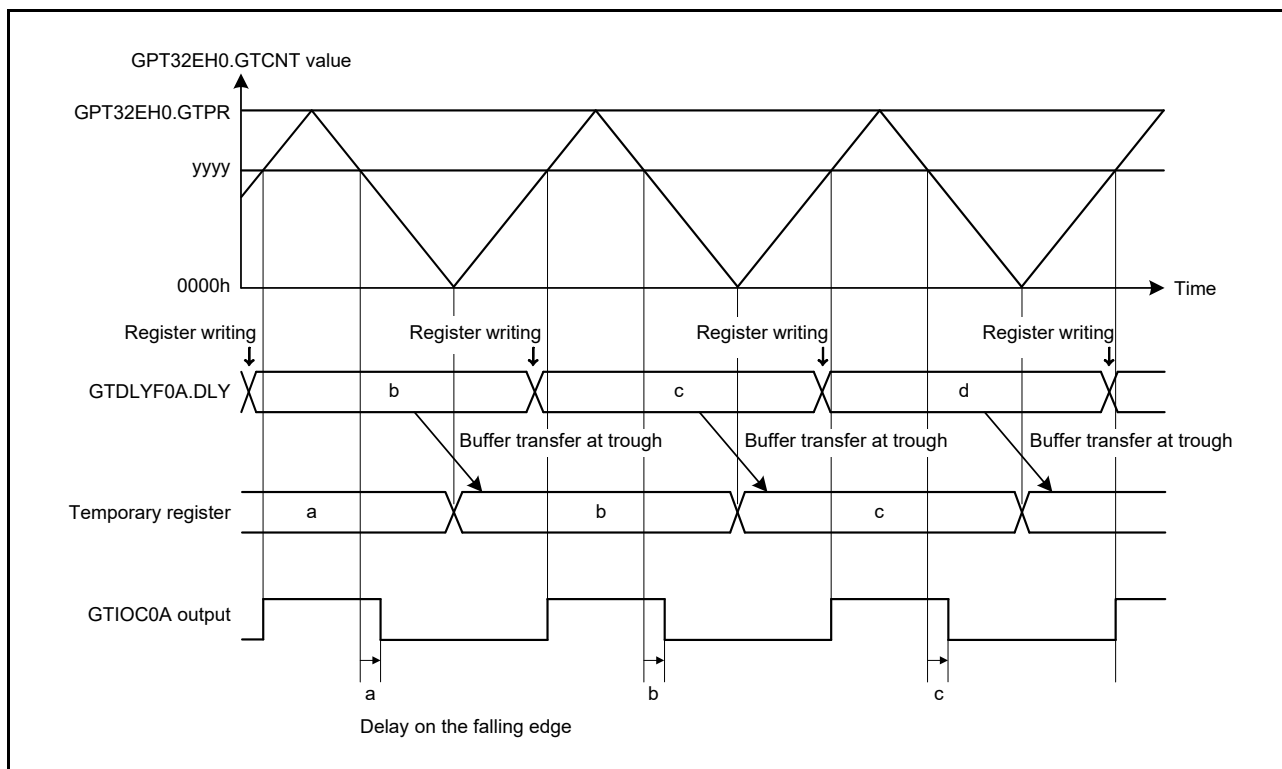 GPT32EH0.GTCNT value
GPT32EH0.GTPR
yyyy
0000h
Time
Register writing Register writing Register writing Register writing
GTDLYF0A.DLY b c d
Buffer transfer at trough Buffer transfer at trough Buffer transfer at trough
Temporary register a b c
GTIOC0A output
a b c
Delay on the falling edge